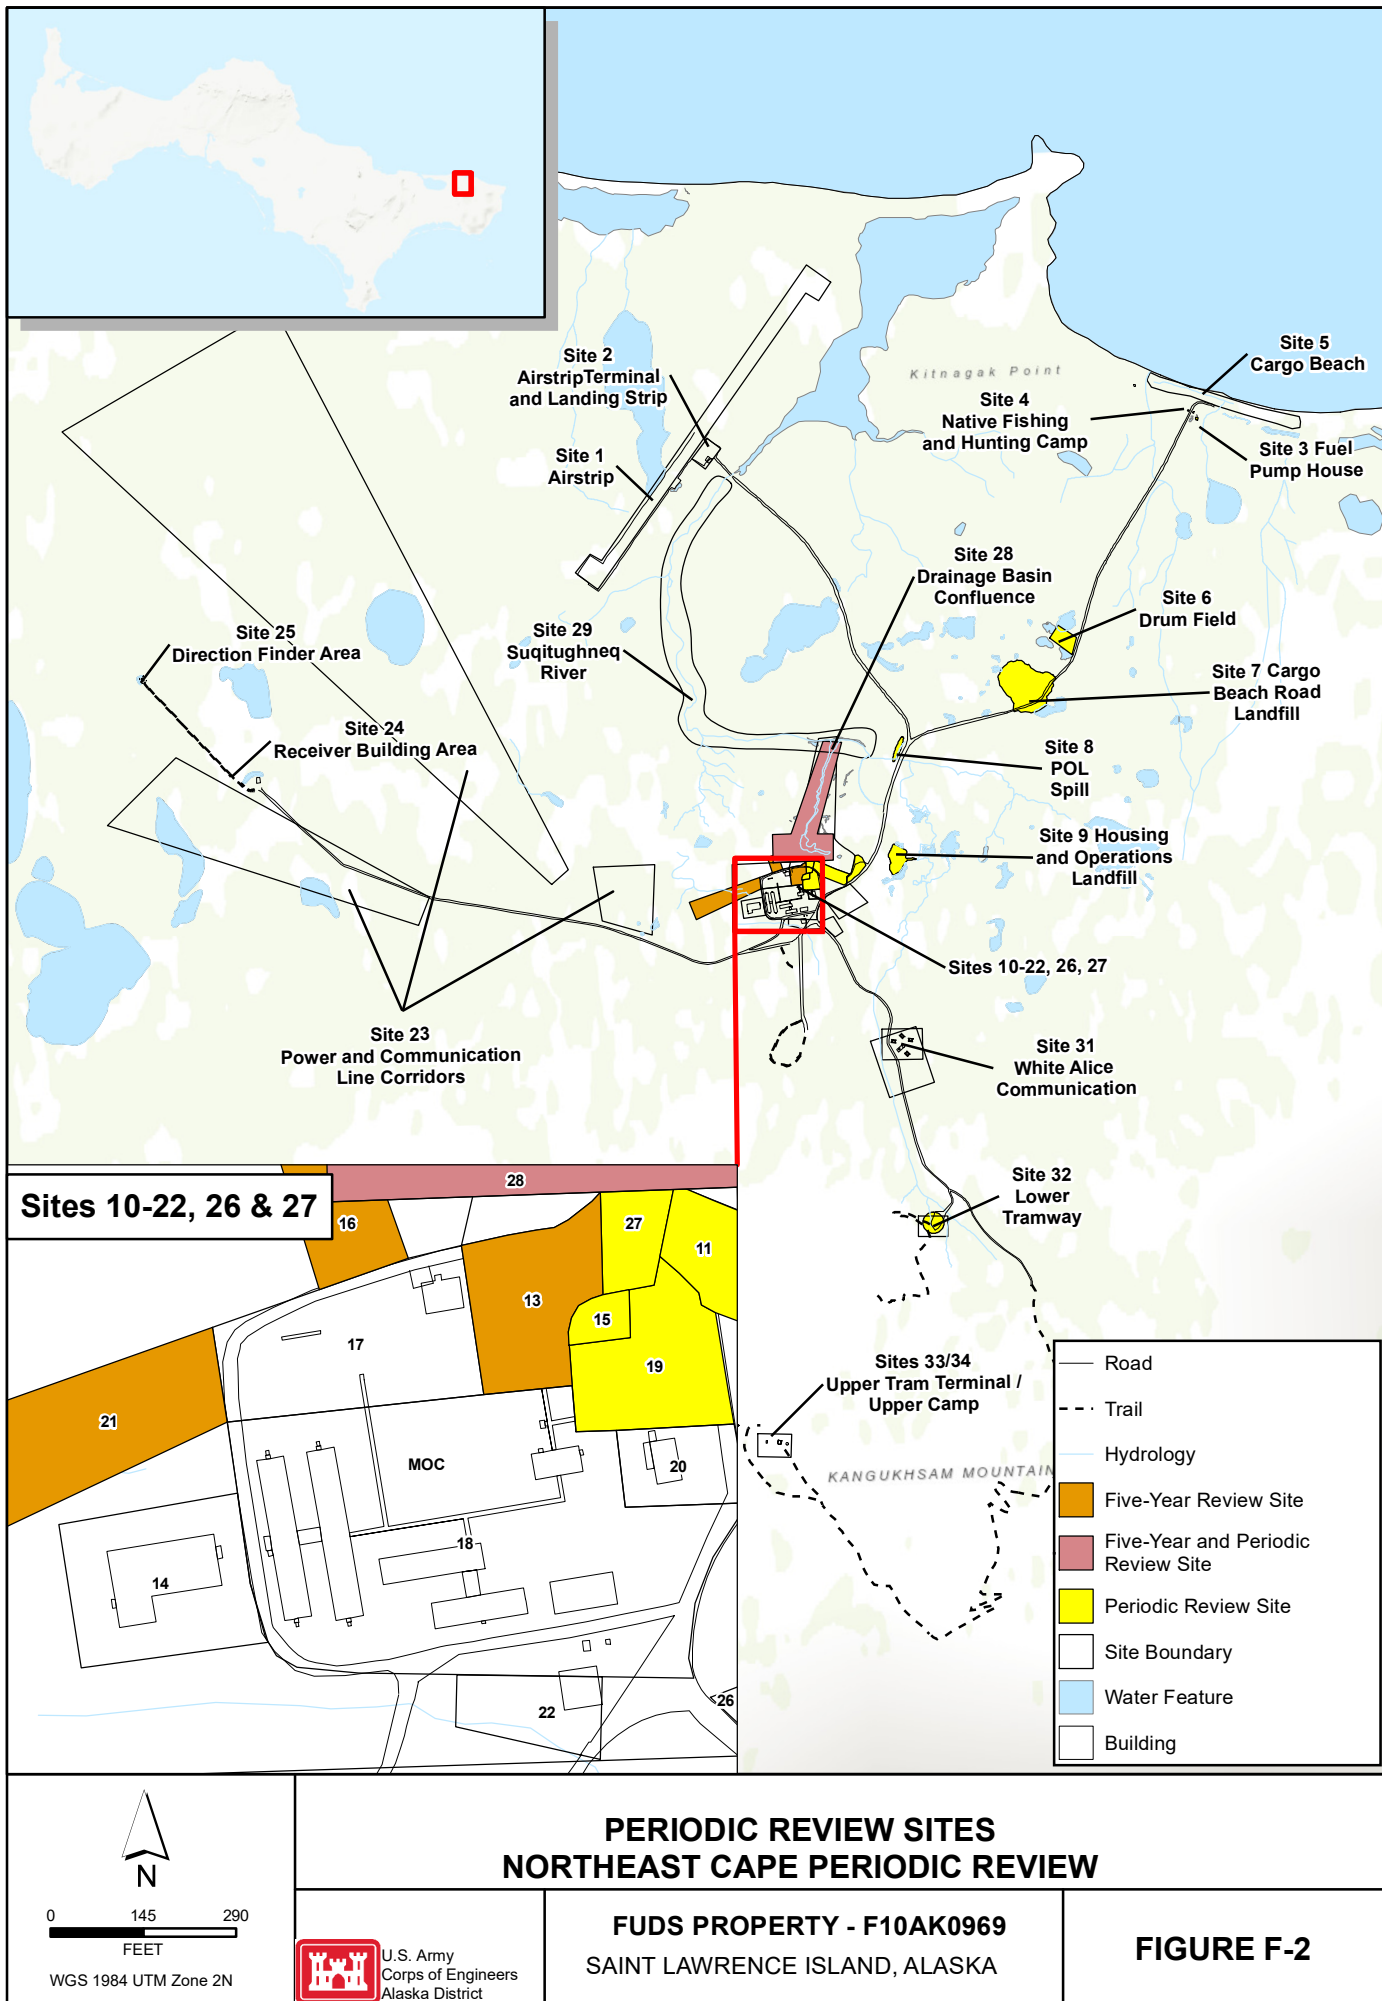 Kitnagak Point
Site 5
Cargo Beach
Site 2
AirstripTerminal
and Landing Strip
Site 4
Native Fishing
and Hunting Camp
Site 3 Fuel
Pump House
Site 1
Airstrip
Site 28
Drainage Basin
Confluence
Site 6
Drum Field
Site 25
Direction Finder Area
Site 29
Suqitughneq
River
Site 7 Cargo
Beach Road
Landfill
Site 24
Receiver Building Area
Site 8
POL
Spill
Site 9 Housing
and Operations
Landfill
Sites 10-22, 26, 27
Site 23
Power and Communication
Line Corridors
Site 31
White Alice
Communication
Site 32
Lower
Tramway
Sites 33/34
Upper Tram Terminal /
Upper Camp
KANGUKHSAM MOUNTAIN
Sites 10-22, 26 & 27
28
16
27
11
13
15
17
19
21
MOC
20
18
14
22
26
Road
Trail
Hydrology
Five-Year Review Site
Five-Year and Periodic
Review Site
Periodic Review Site
Site Boundary
Water Feature
Building
N
0 145 290
FEET
WGS 1984 UTM Zone 2N
PERIODIC REVIEW SITES
NORTHEAST CAPE PERIODIC REVIEW
U.S. Army
Corps of Engineers
Alaska District
FUDS PROPERTY - F10AK0969
SAINT LAWRENCE ISLAND, ALASKA
FIGURE F-2